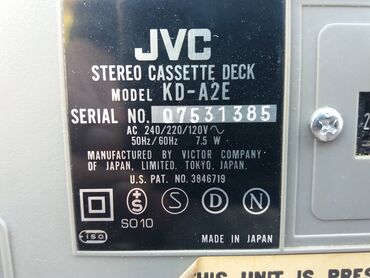 JVC
STEREO CASSETTE DECK
MODEL KD-A2E
SERIAL NO. 07531385
AC 240/220/120V~
50Hz/60Hz 7.5 W
MANUFACTURED BY VICTOR COMPANY
OF JAPAN, LIMITED. TOKYO, JAPAN.
U.S. PAT. NO. 3846719
S S D N
SO10
ISO
MADE IN JAPAN
2
HIS UNIT IS PRES